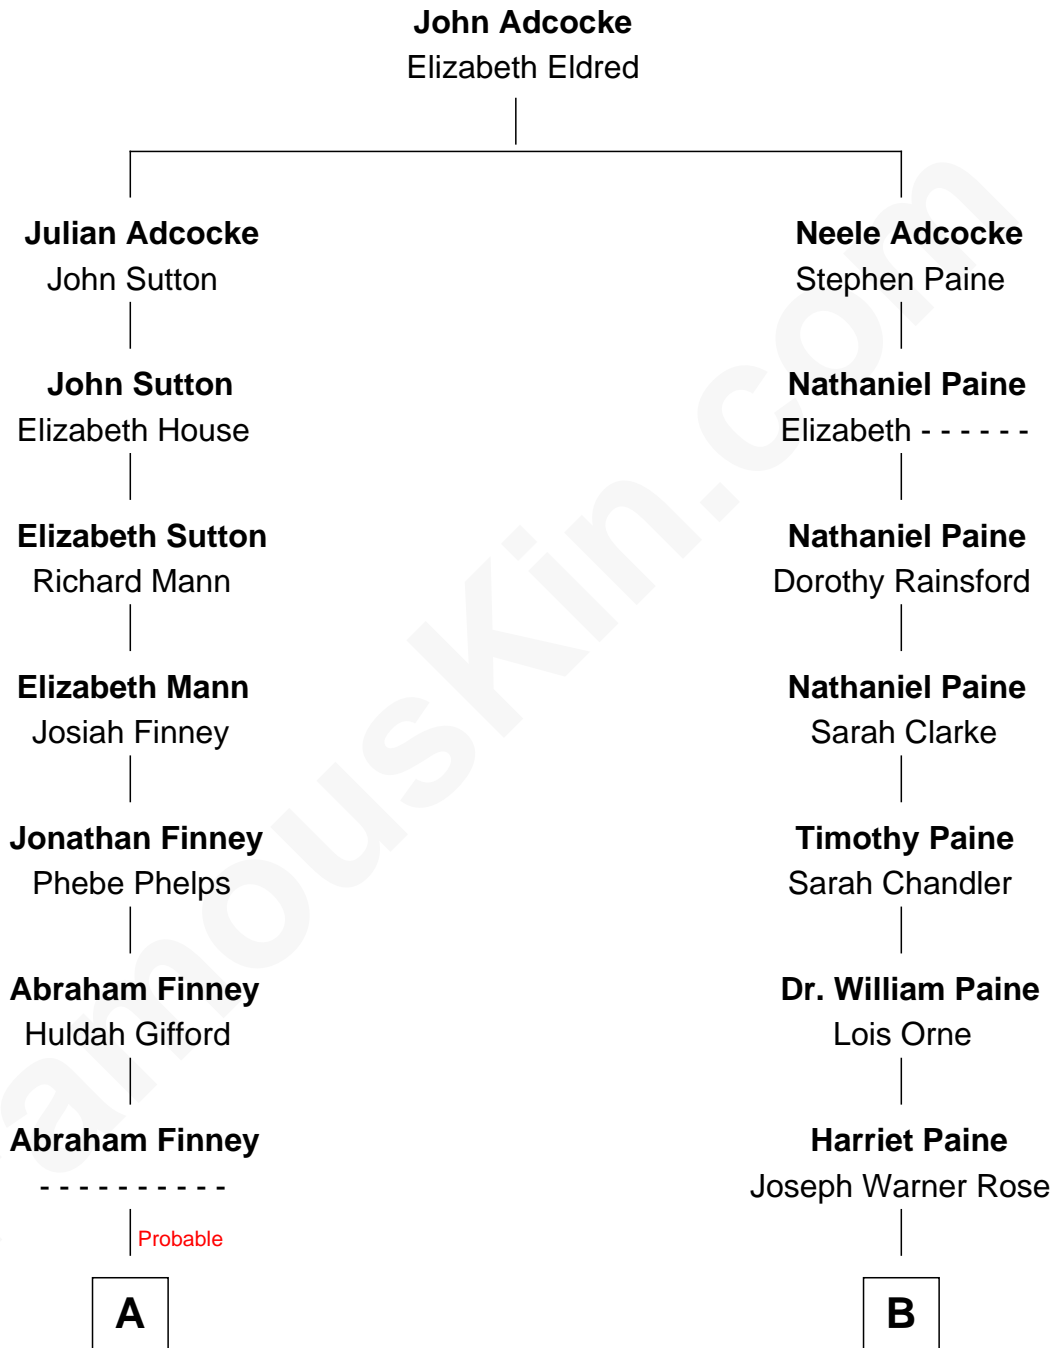 John Adcocke
Elizabeth Eldred
Julian Adcocke
John Sutton
Neele Adcocke
Stephen Paine
John Sutton
Elizabeth House
Nathaniel Paine
Elizabeth - - - - - -
Elizabeth Sutton
Richard Mann
Nathaniel Paine
Dorothy Rainsford
Elizabeth Mann
Josiah Finney
Nathaniel Paine
Sarah Clarke
Jonathan Finney
Phebe Phelps
Timothy Paine
Sarah Chandler
Abraham Finney
Huldah Gifford
Dr. William Paine
Lois Orne
Abraham Finney
- - - - - - - - - -
Probable
Harriet Paine
Joseph Warner Rose
A
B
amousKin.com